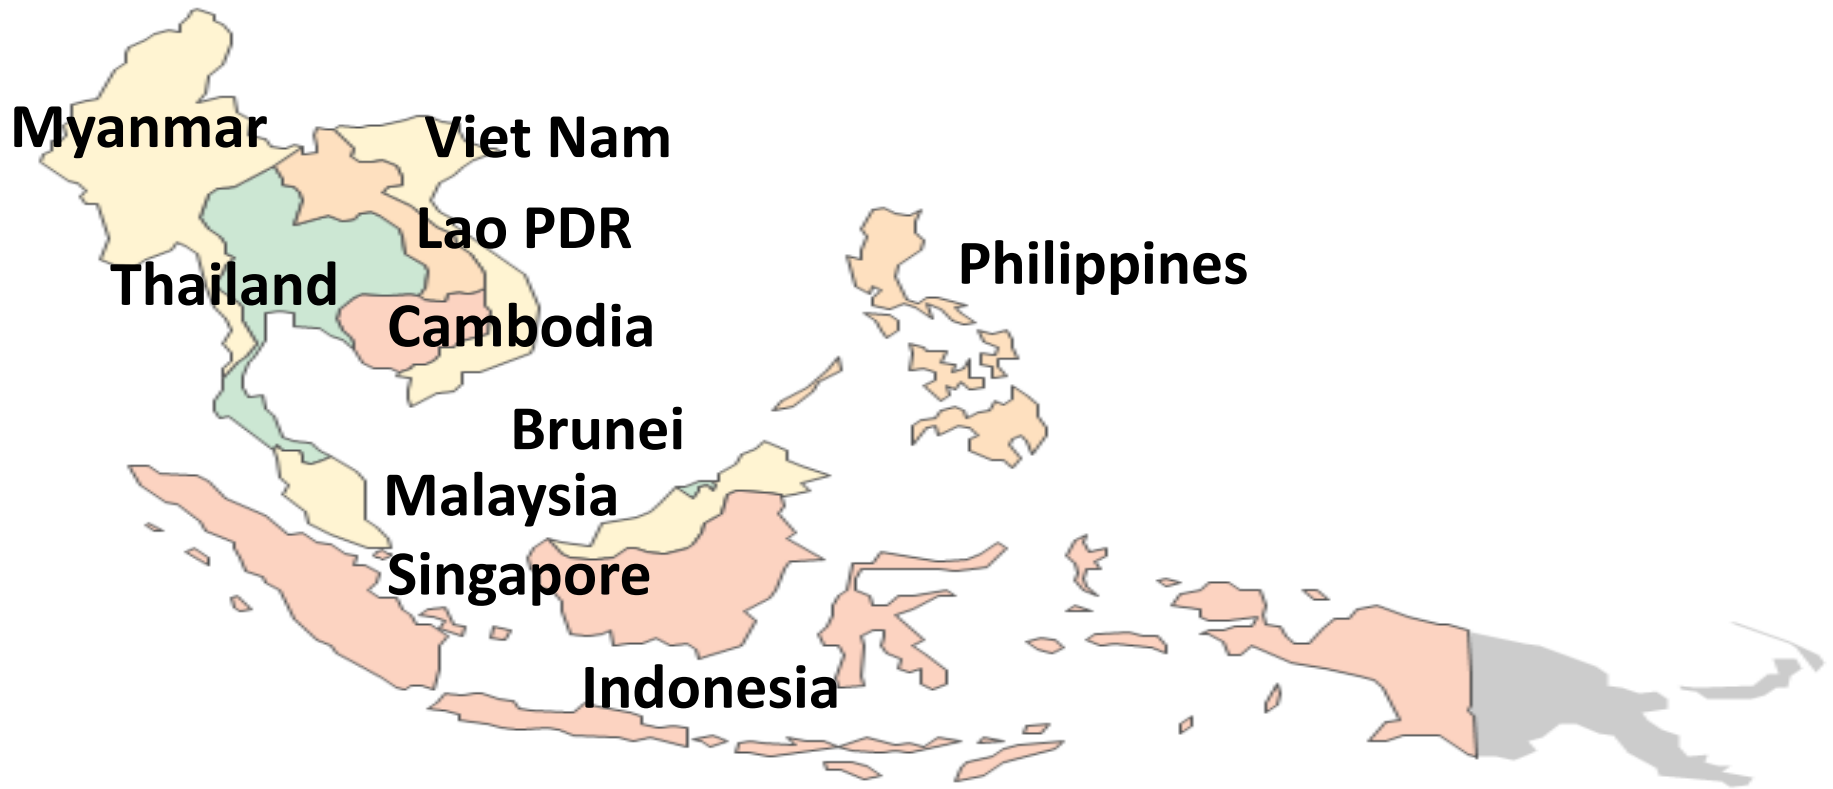 Myanmar
Viet Nam
Lao PDR
Philippines
Thailand
Cambodia
Brunei
Malaysia
Singapore
Indonesia